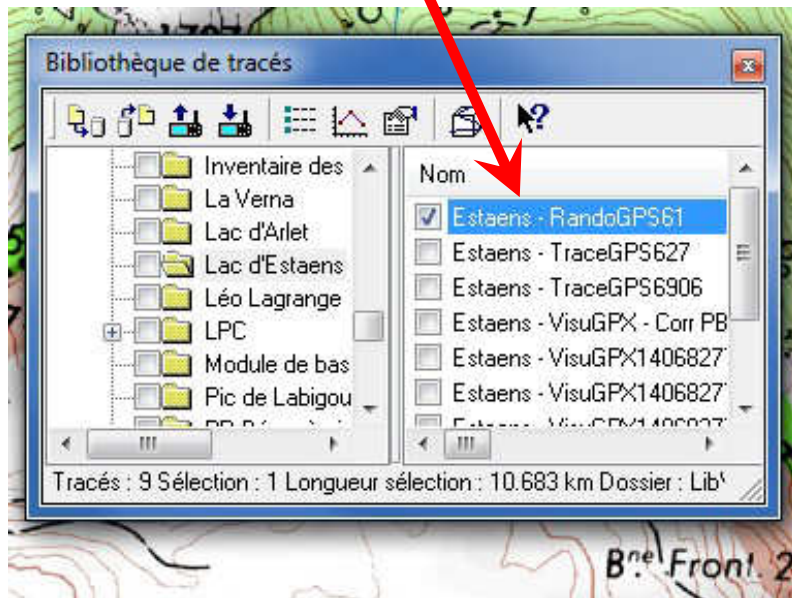 Bibliothèque de tracés
Inventaire des
La Verna
Lac d'Arlet
Lac d'Estaens
Léo Lagrange
LPC
Module de bas
Pic de Labigou
Nom
Estaens - RandoGPS61
Estaens - TraceGPS627
Estaens - TraceGPS6906
Estaens - VisuGPX - Corr PB
Estaens - VisuGPX1406827
Estaens - VisuGPX1406827
Tracés : 9 Sélection : 1 Longueur sélection : 10.683 km Dossier : Lib
Bne Front. 2